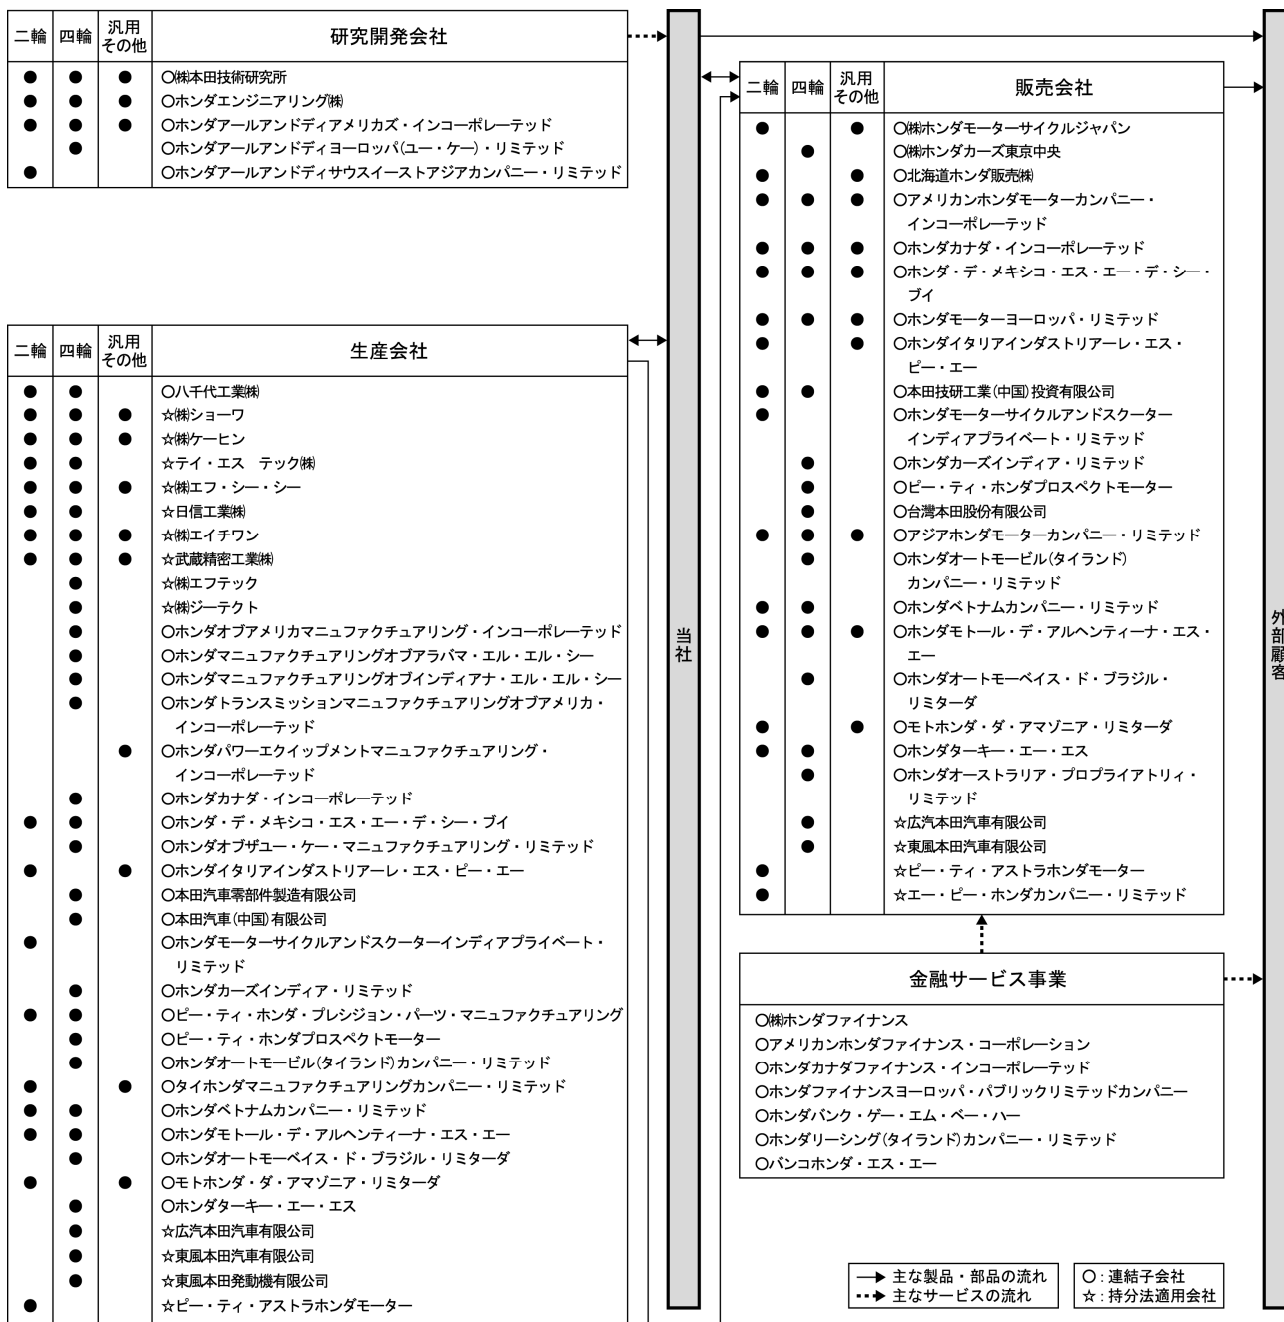 二輪 四輪 汎用その他 研究開発会社
● ● ● ○㈱本田技術研究所
● ● ● ○ホンダエンジニアリング㈱
● ● ● ○ホンダアールアンドディアメリカズ・インコーポレーテッド
● ○ホンダアールアンドディヨーロッパ(ユー・ケー)・リミテッド
● ○ホンダアールアンドディサウスイーストアジアカンパニー・リミテッド
二輪 四輪 汎用その他 生産会社
● ● ○八千代工業㈱
● ● ● ☆㈱ショーワ
● ● ● ☆㈱ケーヒン
● ● ☆テイ・エス テック㈱
● ● ● ☆㈱エフ・シー・シー
● ● ☆日信工業㈱
● ● ● ☆㈱エイチワン
● ● ● ☆武蔵精密工業㈱
● ☆㈱エフテック
● ☆㈱ジーテクト
● ○ホンダオブアメリカマニュファクチュアリング・インコーポレーテッド
● ○ホンダマニュファクチュアリングオブアラバマ・エル・エル・シー
● ○ホンダマニュファクチュアリングオブインディアナ・エル・エル・シー
● ○ホンダトランスミッションマニュファクチュアリングオブアメリカ・
インコーポレーテッド
● ○ホンダパワーエクイップメントマニュファクチュアリング・
インコーポレーテッド
● ○ホンダカナダ・インコーポレーテッド
● ● ○ホンダ・デ・メキシコ・エス・エー・デ・シー・ブイ
● ○ホンダオブザユー・ケー・マニュファクチュアリング・リミテッド
● ● ○ホンダイタリアインダストリアーレ・エス・ピー・エー
● ○本田汽車零部件製造有限公司
● ○本田汽車(中国)有限公司
● ○ホンダモーターサイクルアンドスクーターインディアプライベート・
リミテッド
● ○ホンダカーズインディア・リミテッド
● ● ○ピー・ティ・ホンダ・プレシジョン・パーツ・マニュファクチュアリング
● ○ピー・ティ・ホンダプロスペクトモーター
● ○ホンダオートモービル(タイランド)カンパニー・リミテッド
● ● ○タイホンダマニュファクチュアリングカンパニー・リミテッド
● ● ○ホンダベトナムカンパニー・リミテッド
● ● ○ホンダモトール・デ・アルヘンティーナ・エス・エー
● ○ホンダオートモーベイス・ド・ブラジル・リミターダ
● ● ○モトホンダ・ダ・アマゾニア・リミターダ
● ○ホンダターキー・エー・エス
● ☆広汽本田汽車有限公司
● ☆東風本田汽車有限公司
● ☆東風本田発動機有限公司
● ☆ピー・ティ・アストラホンダモーター
当社
二輪 四輪 汎用その他 販売会社
● ● ○㈱ホンダモーターサイクルジャパン
● ○㈱ホンダカーズ東京中央
● ● ○北海道ホンダ販売㈱
● ● ● ○アメリカンホンダモーターカンパニー・
インコーポレーテッド
● ● ● ○ホンダカナダ・インコーポレーテッド
● ● ● ○ホンダ・デ・メキシコ・エス・エー・デ・シー・
ブイ
● ● ● ○ホンダモーターヨーロッパ・リミテッド
● ● ○ホンダイタリアインダストリアーレ・エス・
ピー・エー
● ● ○本田技研工業(中国)投資有限公司
● ○ホンダモーターサイクルアンドスクーター
インディアプライベート・リミテッド
● ○ホンダカーズインディア・リミテッド
● ○ピー・ティ・ホンダプロスペクトモーター
● ○台灣本田股份有限公司
● ● ● ○アジアホンダモーターカンパニー・リミテッド
● ○ホンダオートモービル(タイランド)
カンパニー・リミテッド
● ● ○ホンダベトナムカンパニー・リミテッド
● ● ● ○ホンダモトール・デ・アルヘンティーナ・エス・
エー
● ○ホンダオートモーベイス・ド・ブラジル・
リミターダ
● ● ○モトホンダ・ダ・アマゾニア・リミターダ
● ● ○ホンダターキー・エー・エス
● ○ホンダオーストラリア・プロプライアトリィ・
リミテッド
● ☆広汽本田汽車有限公司
● ☆東風本田汽車有限公司
● ☆ピー・ティ・アストラホンダモーター
● ☆エー・ピー・ホンダカンパニー・リミテッド
金融サービス事業
○㈱ホンダファイナンス
○アメリカンホンダファイナンス・コーポレーション
○ホンダカナダファイナンス・インコーポレーテッド
○ホンダファイナンスヨーロッパ・パブリックリミテッドカンパニー
○ホンダバンク・ゲー・エム・ベー・ハー
○ホンダリーシング(タイランド)カンパニー・リミテッド
○バンコホンダ・エス・エー
外部顧客
主な製品・部品の流れ
主なサービスの流れ
○:連結子会社
☆:持分法適用会社